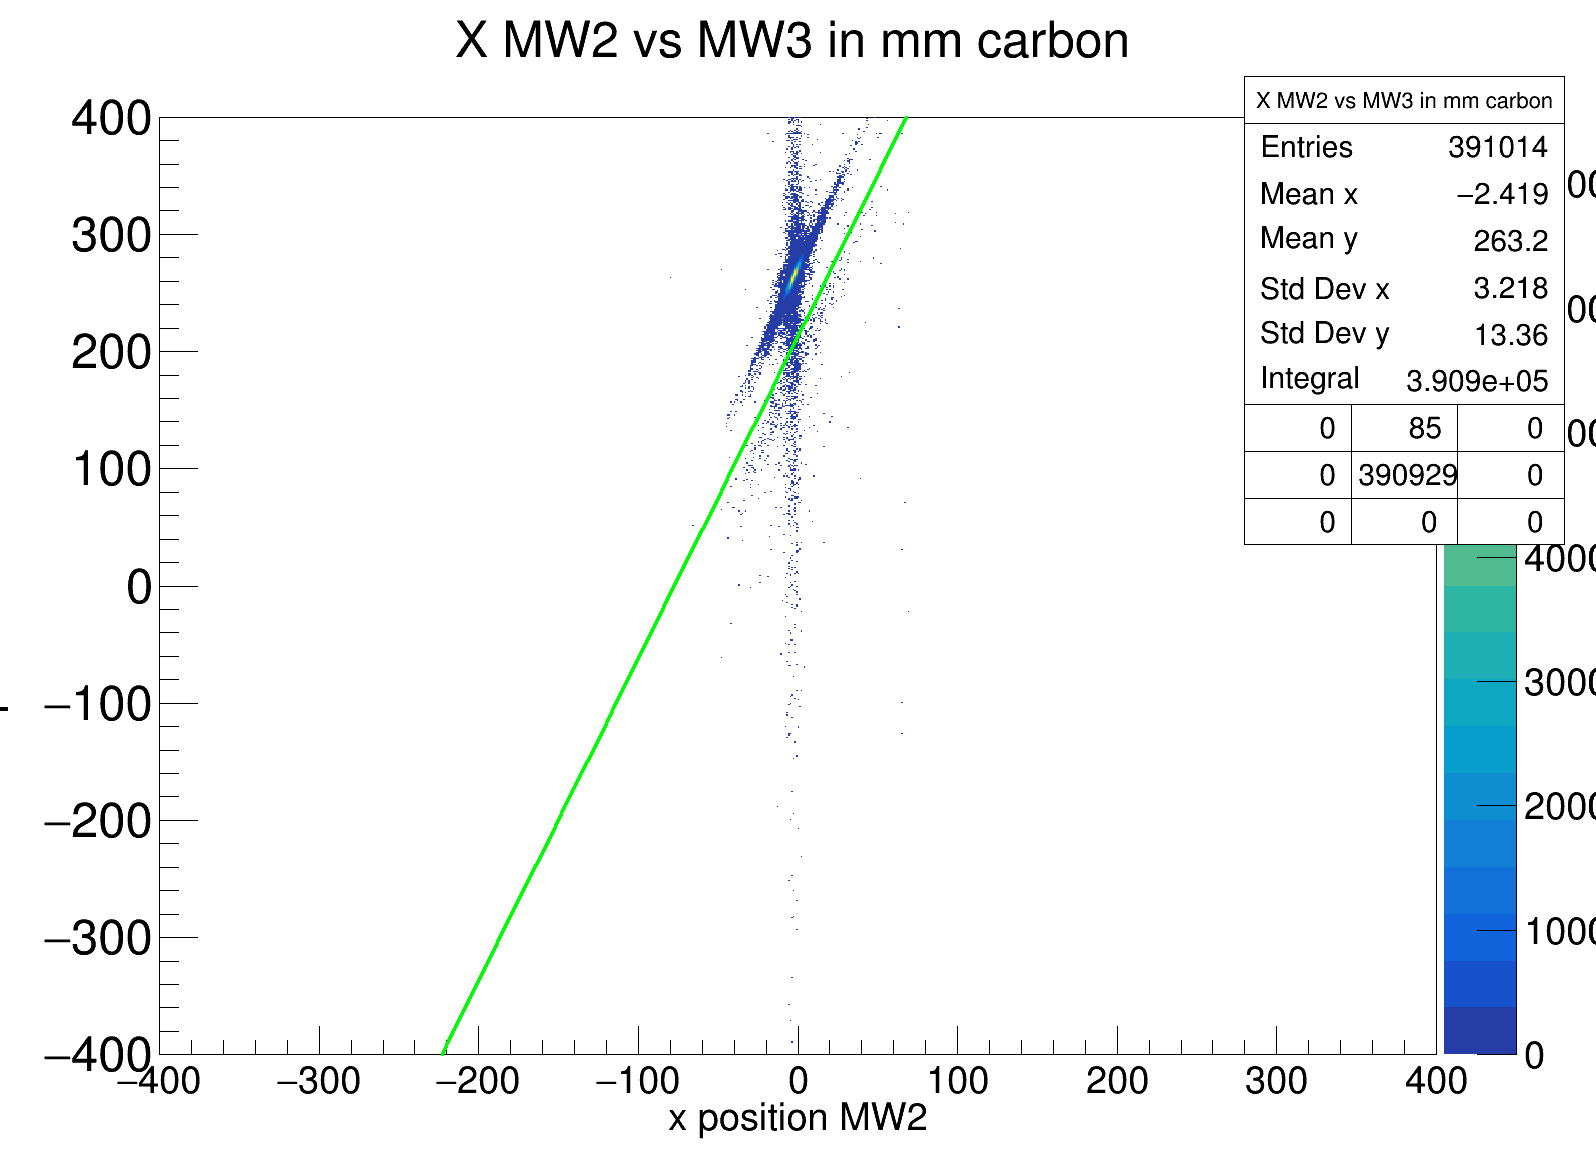 X MW2 vs MW3 in mm carbon
X MW2 vs MW3 in mm carbon
Entries 391014
Mean x −2.419
Mean y 263.2
Std Dev x 3.218
Std Dev y 13.36
Integral 3.909e+05
0 85 0
0 390929 0
0 0 0
400
300
200
100
0
−100
−200
−300
−400
−400 −300 −200 −100 0 100 200 300 400
x position MW2
4000
3000
2000
1000
0